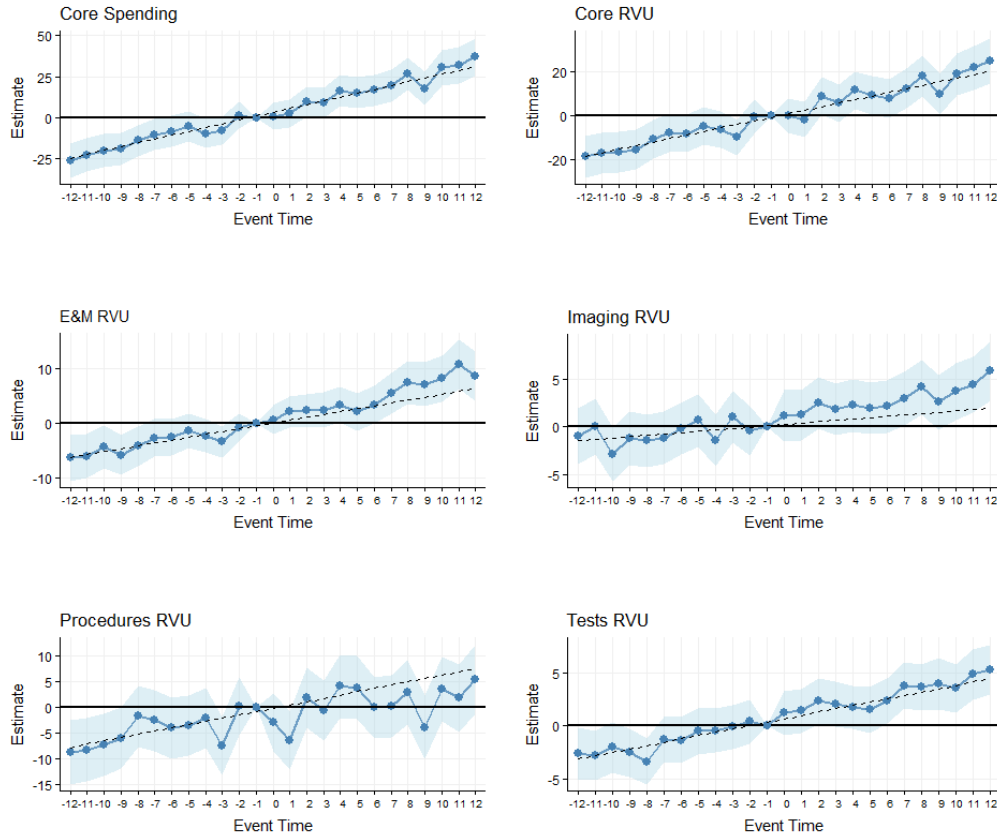 Core Spending
50
25
0
-25
Estimate
-12 -11 -10 -9 -8 -7 -6 -5 -4 -3 -2 -1 0 1 2 3 4 5 6 7 8 9 10 11 12
Event Time
Core RVU
20
0
-20
Estimate
-12 -11 -10 -9 -8 -7 -6 -5 -4 -3 -2 -1 0 1 2 3 4 5 6 7 8 9 10 11 12
Event Time
E&M RVU
10
0
-10
Estimate
-12 -11 -10 -9 -8 -7 -6 -5 -4 -3 -2 -1 0 1 2 3 4 5 6 7 8 9 10 11 12
Event Time
Imaging RVU
5
0
-5
Estimate
-12 -11 -10 -9 -8 -7 -6 -5 -4 -3 -2 -1 0 1 2 3 4 5 6 7 8 9 10 11 12
Event Time
Procedures RVU
10
5
0
-5
-10
-15
Estimate
-12 -11 -10 -9 -8 -7 -6 -5 -4 -3 -2 -1 0 1 2 3 4 5 6 7 8 9 10 11 12
Event Time
Tests RVU
5
0
-5
Estimate
-12 -11 -10 -9 -8 -7 -6 -5 -4 -3 -2 -1 0 1 2 3 4 5 6 7 8 9 10 11 12
Event Time